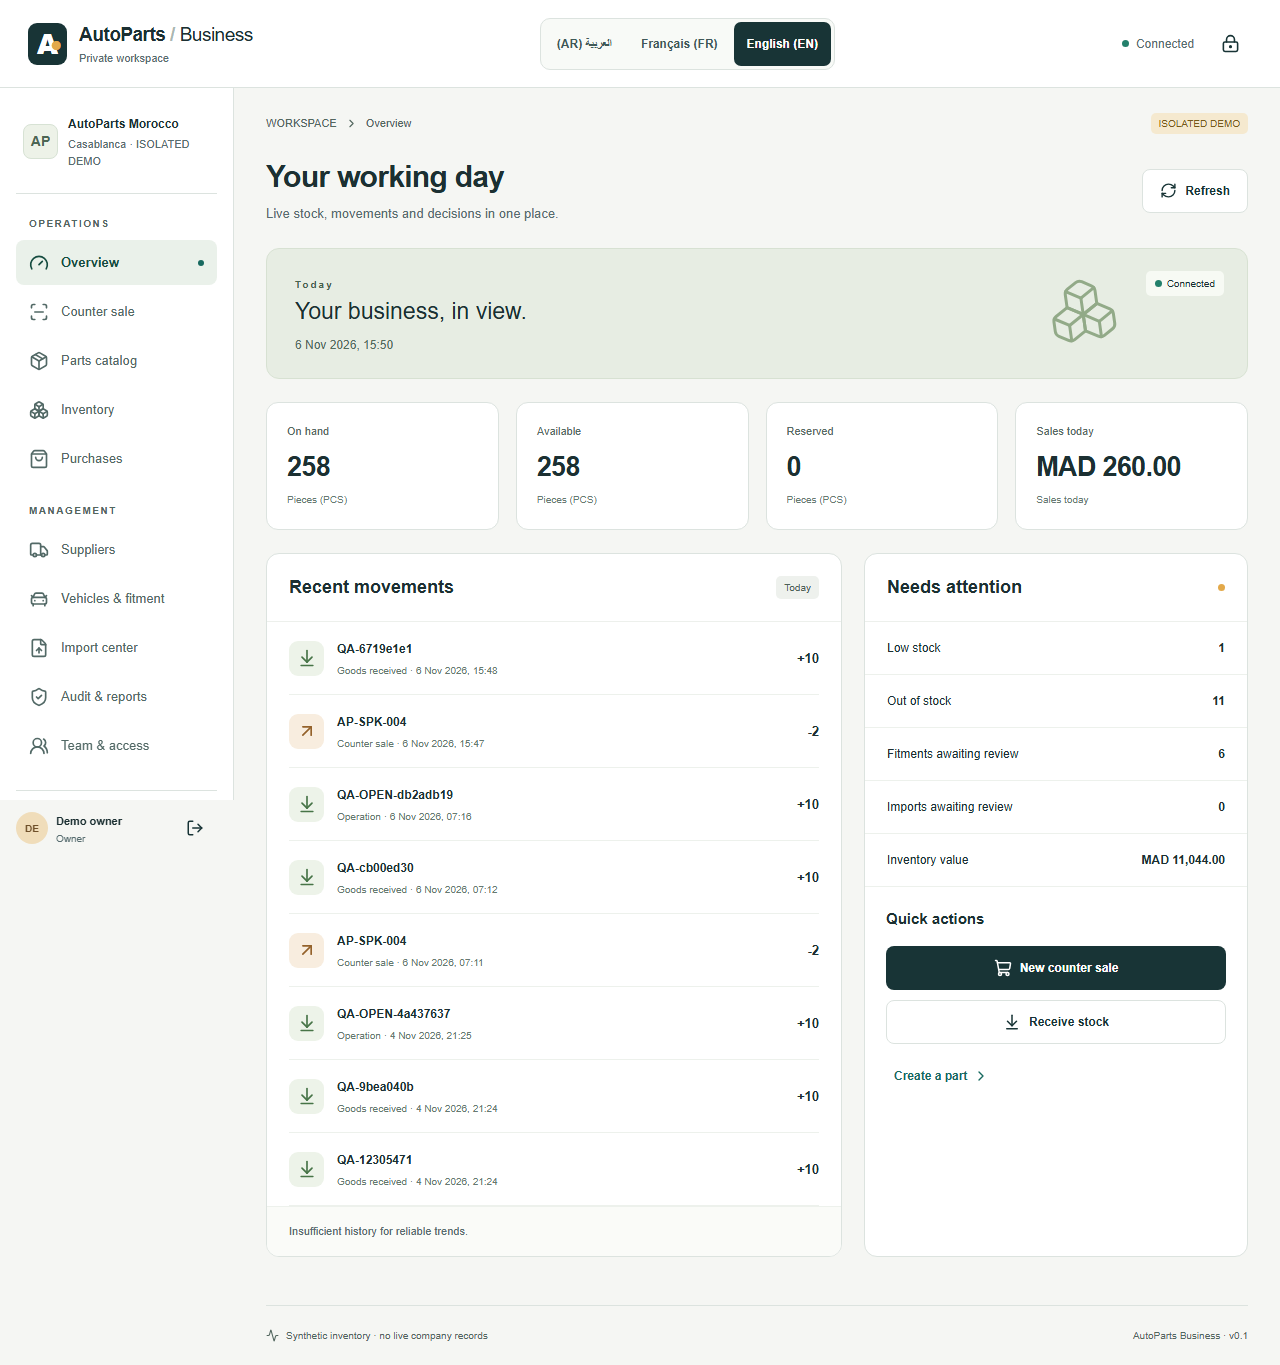 AutoParts / Business
Private workspace
العربية (AR)
Français (FR)
English (EN)
Connected
AP
AutoParts Morocco
Casablanca · ISOLATED
DEMO
OPERATIONS
Overview
Counter sale
Parts catalog
Inventory
Purchases
MANAGEMENT
Suppliers
Vehicles & fitment
Import center
Audit & reports
Team & access
DE
Demo owner
Owner
WORKSPACE
Overview
ISOLATED DEMO
Your working day
Live stock, movements and decisions in one place.
Refresh
Today
Your business, in view.
6 Nov 2026, 15:50
Connected
On hand
258
Pieces (PCS)
Available
258
Pieces (PCS)
Reserved
0
Pieces (PCS)
Sales today
MAD 260.00
Sales today
Recent movements
Today
QA-6719e1e1
Goods received · 6 Nov 2026, 15:48
+10
AP-SPK-004
Counter sale · 6 Nov 2026, 15:47
-2
QA-OPEN-db2adb19
Operation · 6 Nov 2026, 07:16
+10
QA-cb00ed30
Goods received · 6 Nov 2026, 07:12
+10
AP-SPK-004
Counter sale · 6 Nov 2026, 07:11
-2
QA-OPEN-4a437637
Operation · 4 Nov 2026, 21:25
+10
QA-9bea040b
Goods received · 4 Nov 2026, 21:24
+10
QA-12305471
Goods received · 4 Nov 2026, 21:24
+10
Insufficient history for reliable trends.
Needs attention
Low stock 1
Out of stock 11
Fitments awaiting review 6
Imports awaiting review 0
Inventory value MAD 11,044.00
Quick actions
New counter sale
Receive stock
Create a part
Synthetic inventory · no live company records
AutoParts Business · v0.1